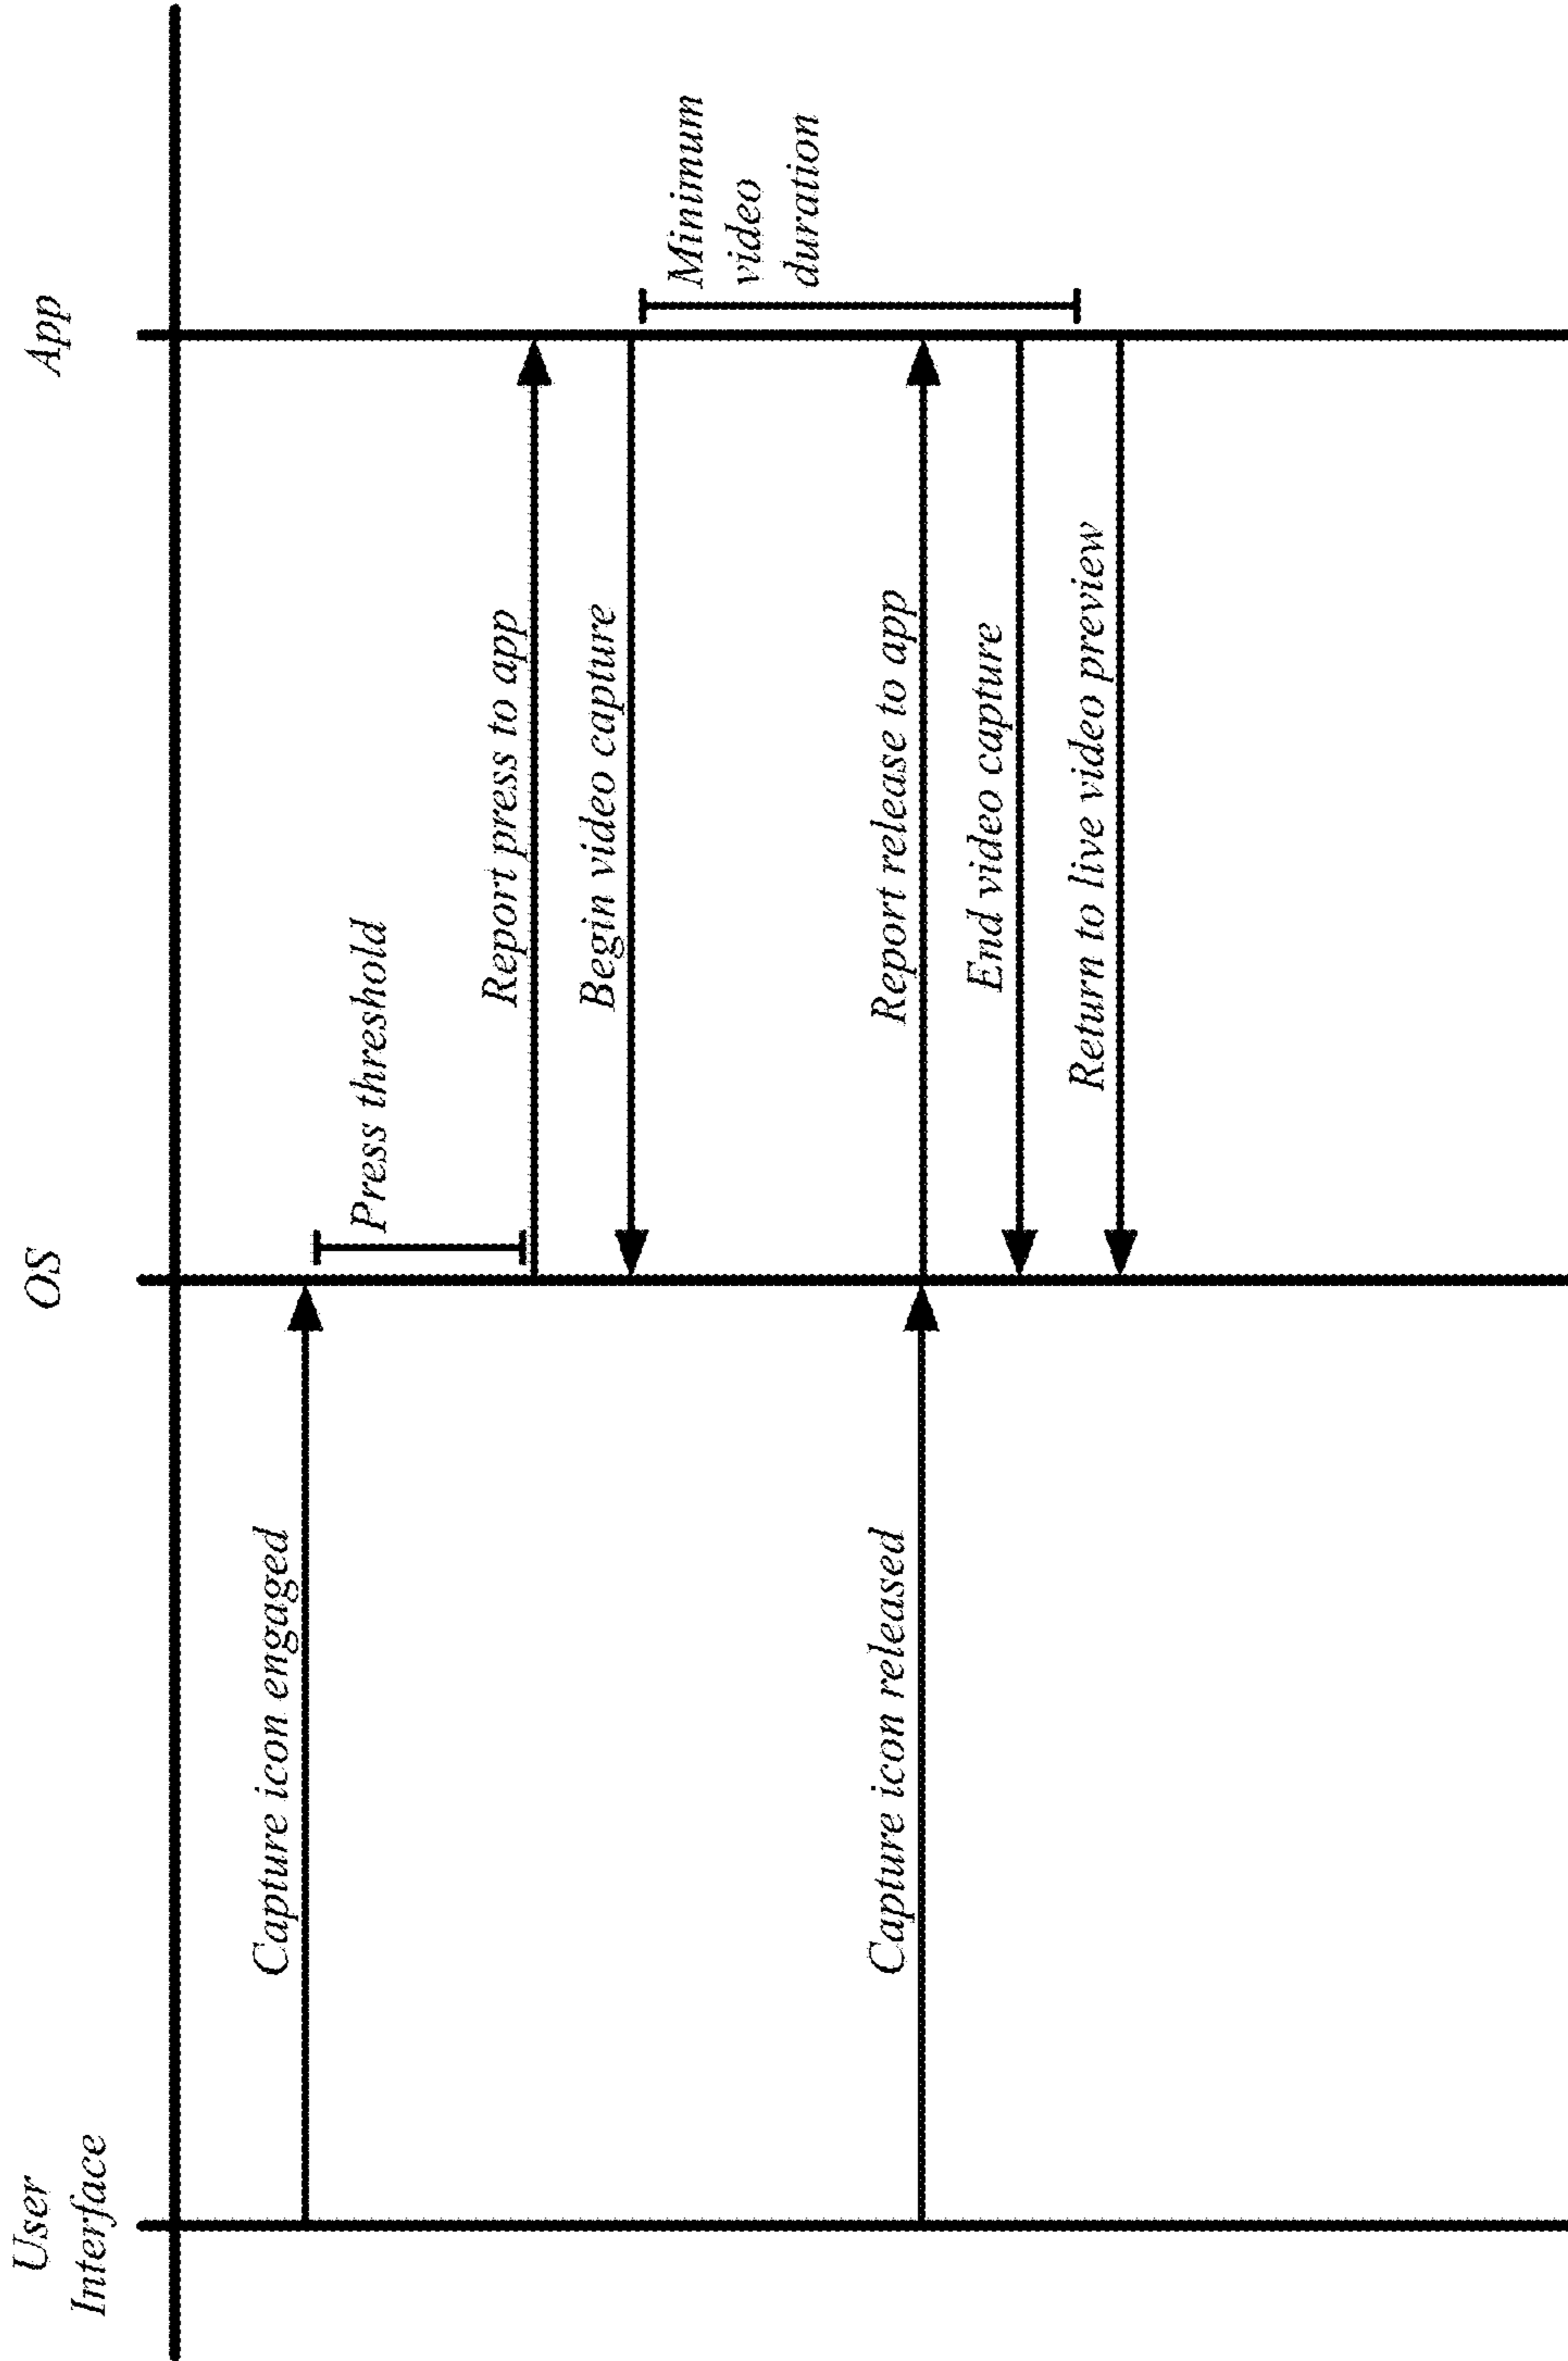 User
Interface
OS
App
Capture icon engaged
Press threshold
Report press to app
Begin video capture
Minimum
video
duration
Capture icon released
Report release to app
End video capture
Return to live video preview